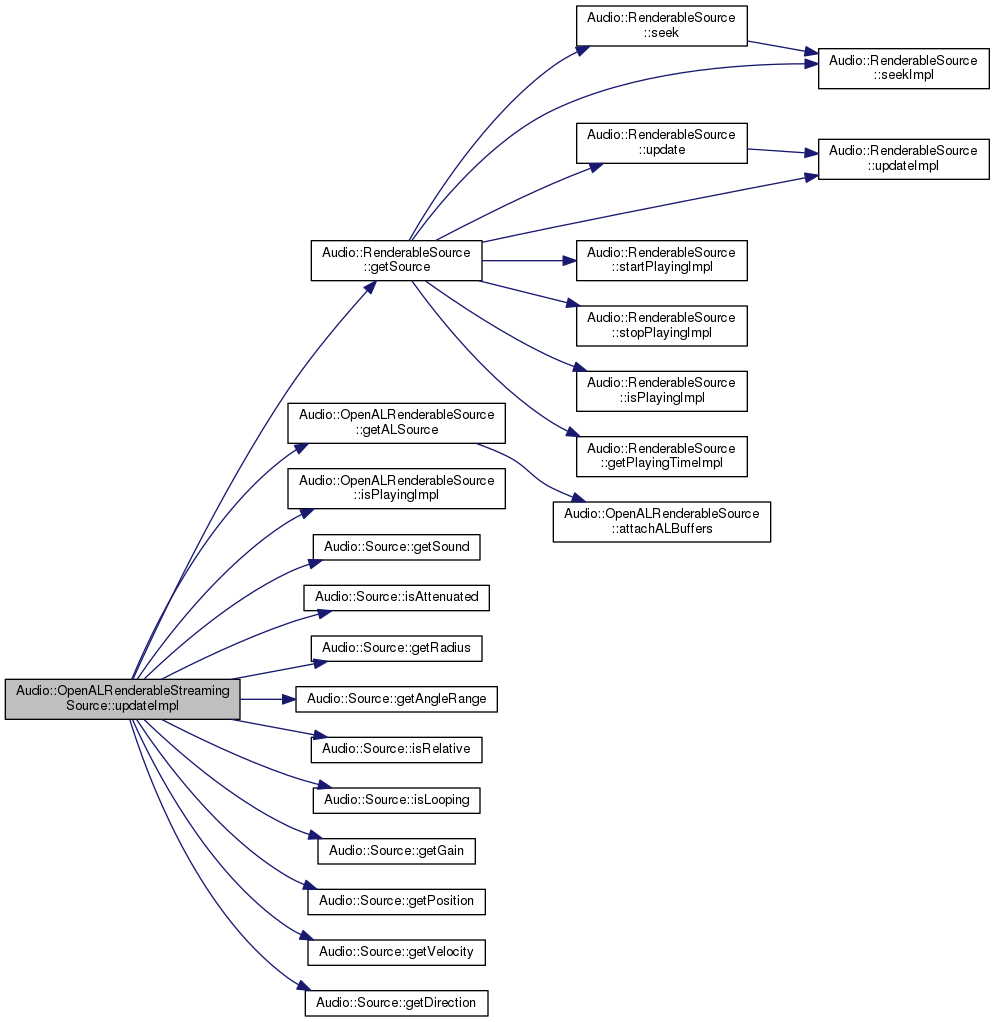 Audio::RenderableSource
::seek
Audio::RenderableSource
::seekImpl
Audio::RenderableSource
::update
Audio::RenderableSource
::updateImpl
Audio::RenderableSource
::getSource
Audio::RenderableSource
::startPlayingImpl
Audio::RenderableSource
::stopPlayingImpl
Audio::RenderableSource
::isPlayingImpl
Audio::OpenALRenderableSource
::getALSource
Audio::RenderableSource
::getPlayingTimeImpl
Audio::OpenALRenderableSource
::isPlayingImpl
Audio::OpenALRenderableSource
::attachALBuffers
Audio::Source::getSound
Audio::Source::isAttenuated
Audio::Source::getRadius
Audio::OpenALRenderableStreaming
Source::updateImpl
Audio::Source::getAngleRange
Audio::Source::isRelative
Audio::Source::isLooping
Audio::Source::getGain
Audio::Source::getPosition
Audio::Source::getVelocity
Audio::Source::getDirection